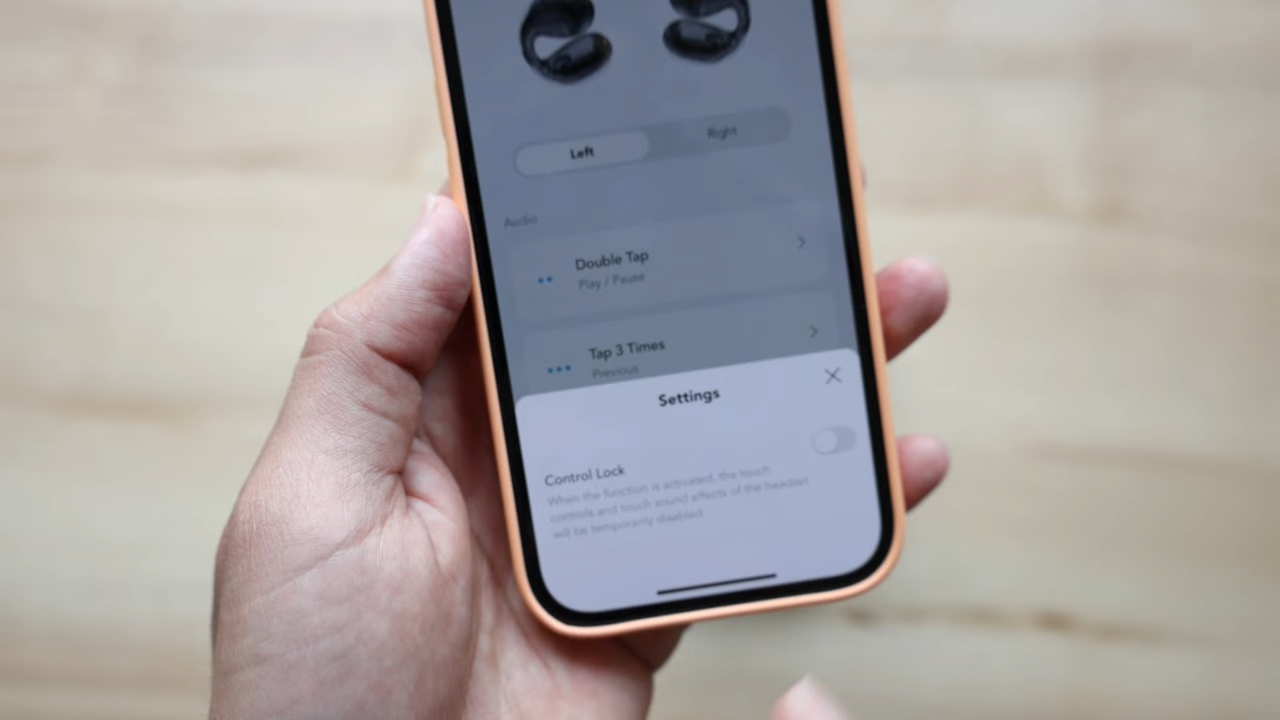 Left
Right
Audio
Double Tap
Play / Pause
Tap 3 Times
Previous
Settings
Control Lock
When the function is activated, the touch
controls and touch sound effects of the headset
will be temporarily disabled